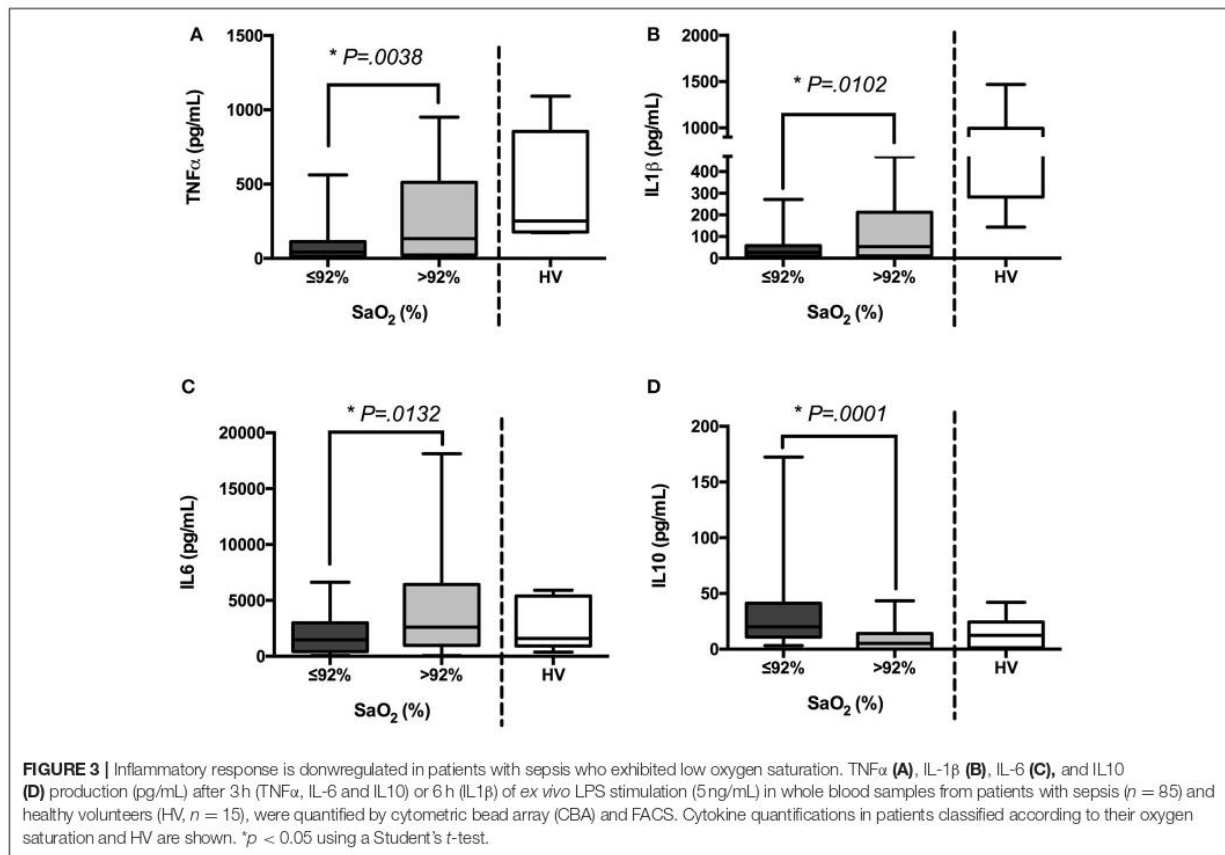 A
1500
1000
500
0
TNFα (pg/mL)
* P=.0038
≤92%
>92%
HV
SaO2 (%)
B
2000
1500
1000
400
300
200
100
0
IL1β (pg/mL)
* P=.0102
≤92%
>92%
HV
SaO2 (%)
C
20000
15000
10000
5000
0
IL6 (pg/mL)
* P=.0132
≤92%
>92%
HV
SaO2 (%)
D
200
150
100
50
0
IL10 (pg/mL)
* P=.0001
≤92%
>92%
HV
SaO2 (%)
FIGURE 3 | Inflammatory response is donwregulated in patients with sepsis who exhibited low oxygen saturation. TNFα (A), IL-1β (B), IL-6 (C), and IL10
(D) production (pg/mL) after 3 h (TNFα, IL-6 and IL10) or 6 h (IL1β) of ex vivo LPS stimulation (5 ng/mL) in whole blood samples from patients with sepsis (n = 85) and
healthy volunteers (HV, n = 15), were quantified by cytometric bead array (CBA) and FACS. Cytokine quantifications in patients classified according to their oxygen
saturation and HV are shown. *p < 0.05 using a Student's t-test.